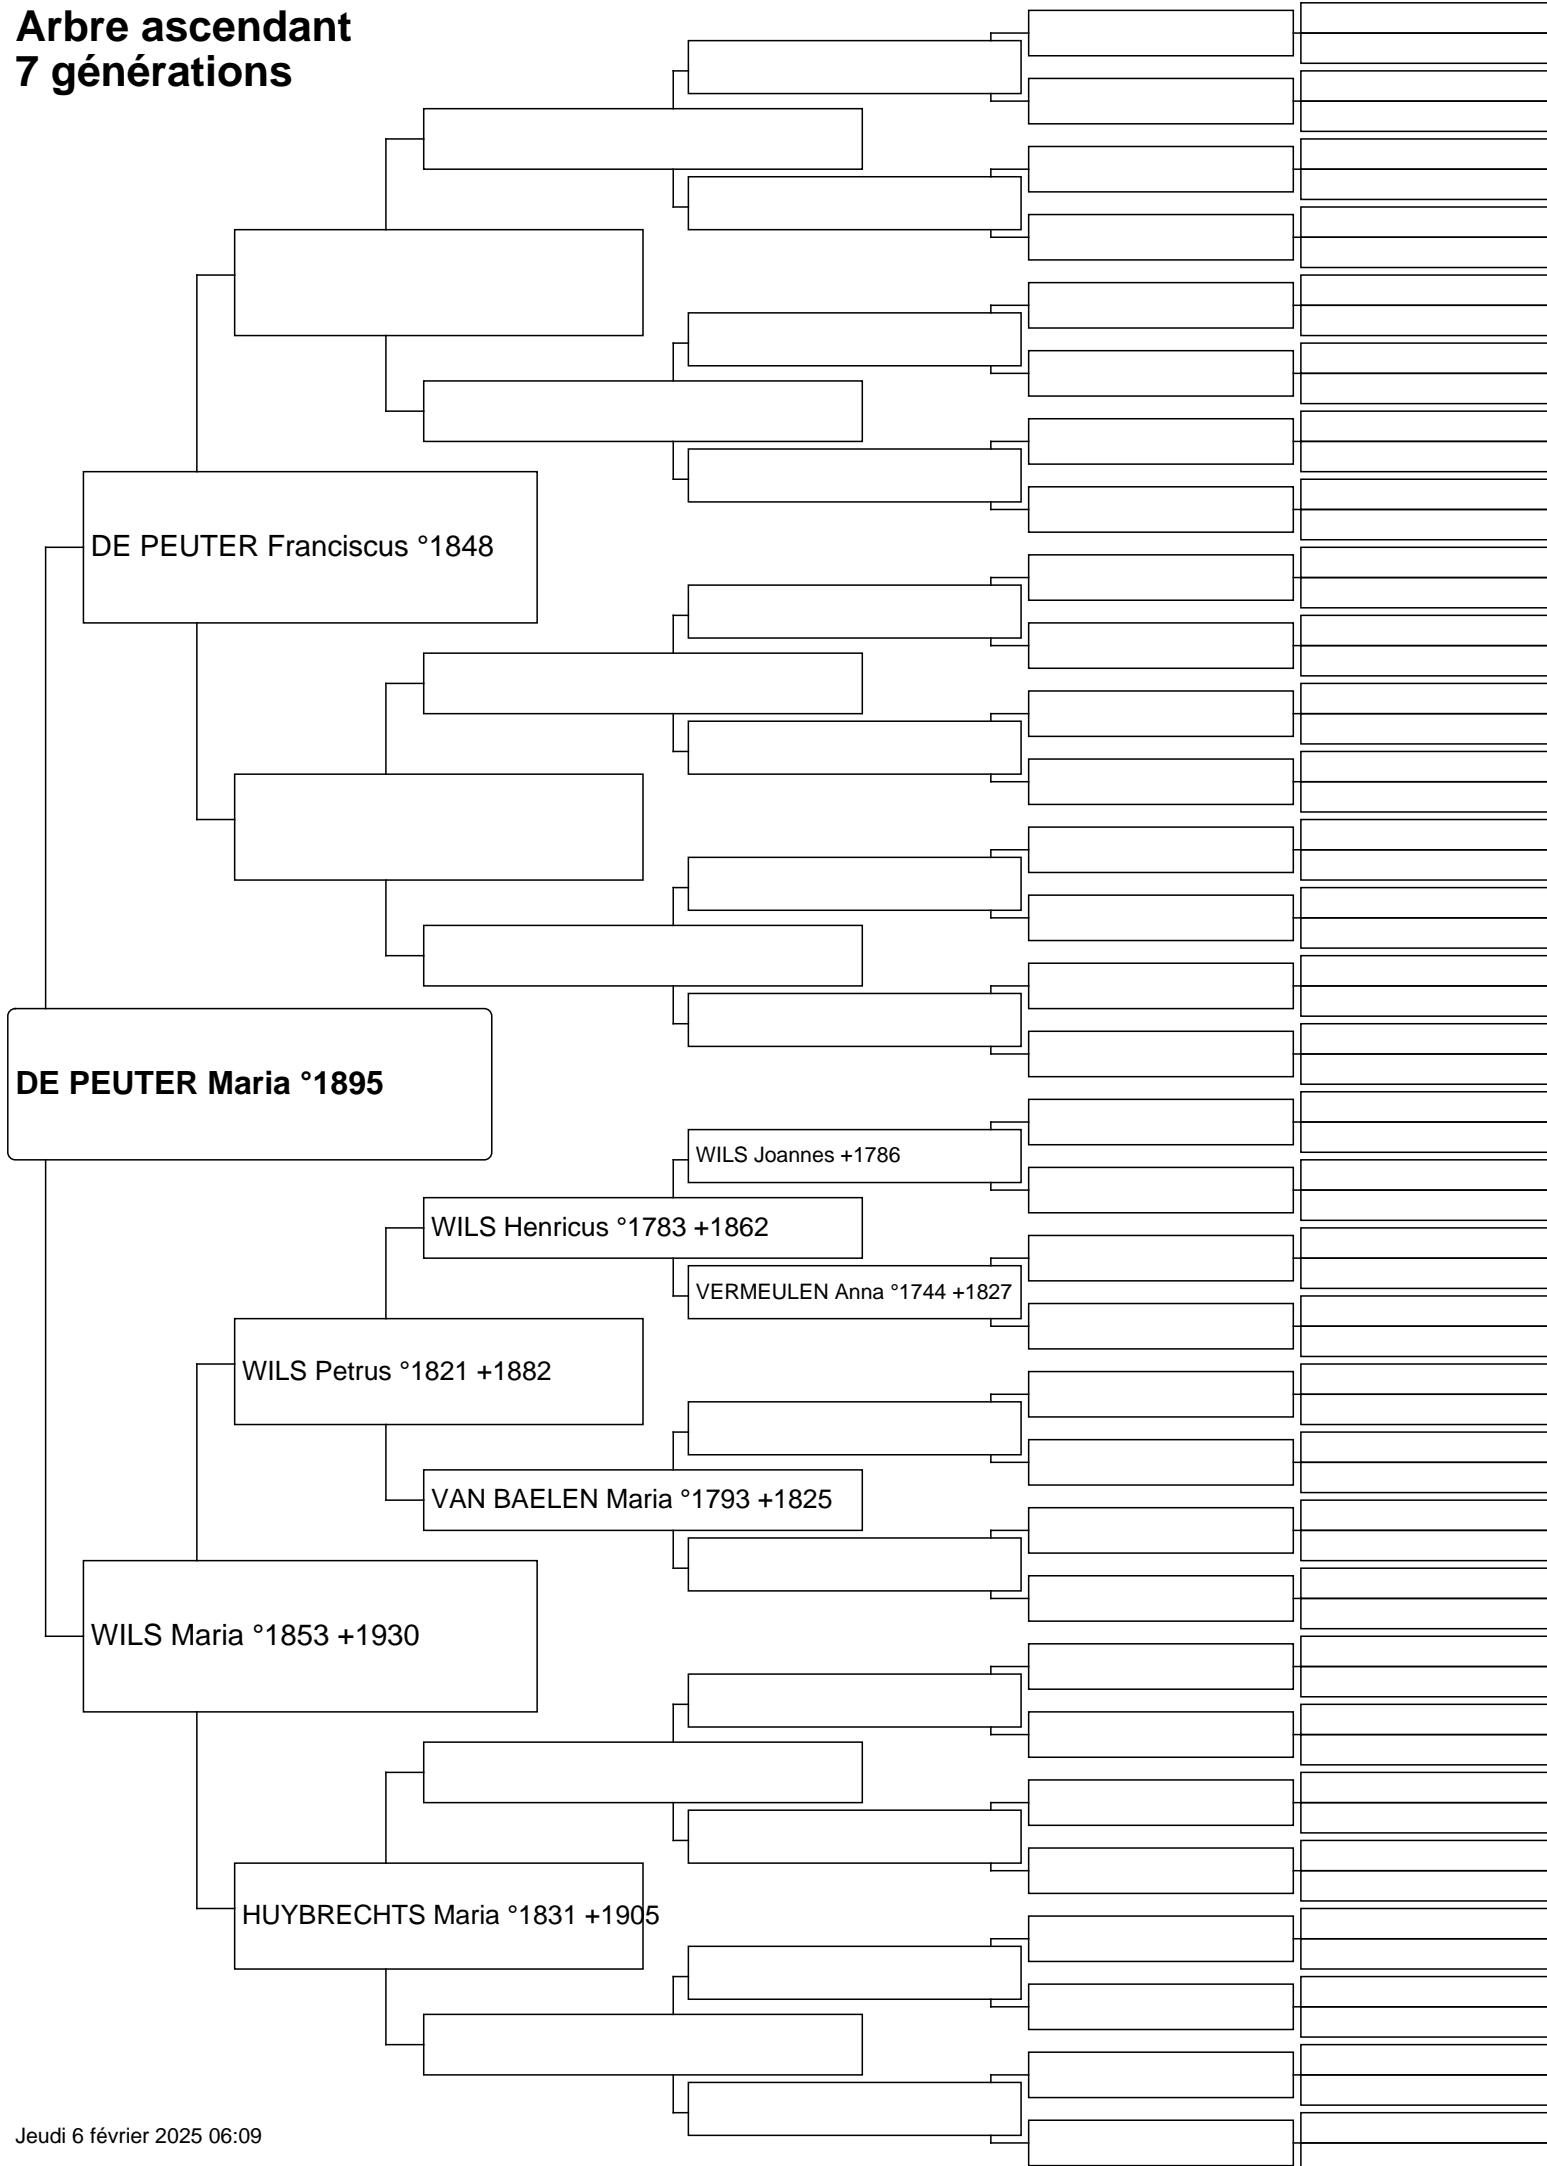 Arbre ascendant
7 générations
DE PEUTER Franciscus °1848
DE PEUTER Maria °1895
WILS Joannes +1786
WILS Henricus °1783 +1862
VERMEULEN Anna °1744 +1827
WILS Petrus °1821 +1882
VAN BAELEN Maria °1793 +1825
WILS Maria °1853 +1930
HUYBRECHTS Maria °1831 +1905
Jeudi 6 février 2025 06:09